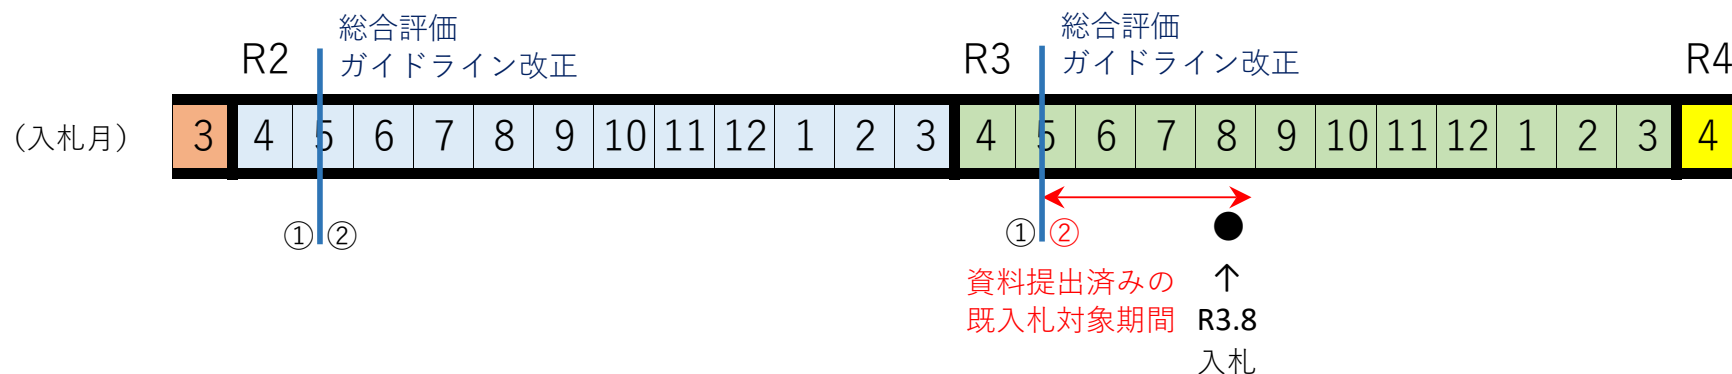 総合評価
ガイドライン改正
総合評価
ガイドライン改正
R2
R3
R4
(入札月)
3 4 5 6 7 8 9 10 11 12 1 2 3 4 5 6 7 8 9 10 11 12 1 2 3 4
①②
①②
資料提出済みの
既入札対象期間
↑
R3.8
入札